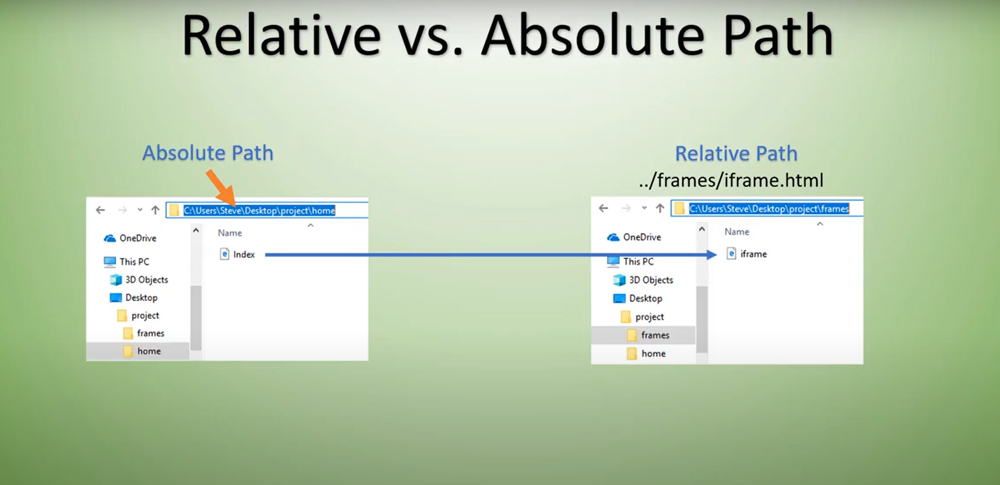 Relative vs. Absolute Path
Absolute Path
C:\Users\Steve\Desktop\project\home
OneDrive
This PC
3D Objects
Desktop
project
frames
home
Name
Index
Relative Path
../frames/iframe.html
C:\Users\Steve\Desktop\project\frames
OneDrive
This PC
3D Objects
Desktop
project
frames
home
Name
iframe